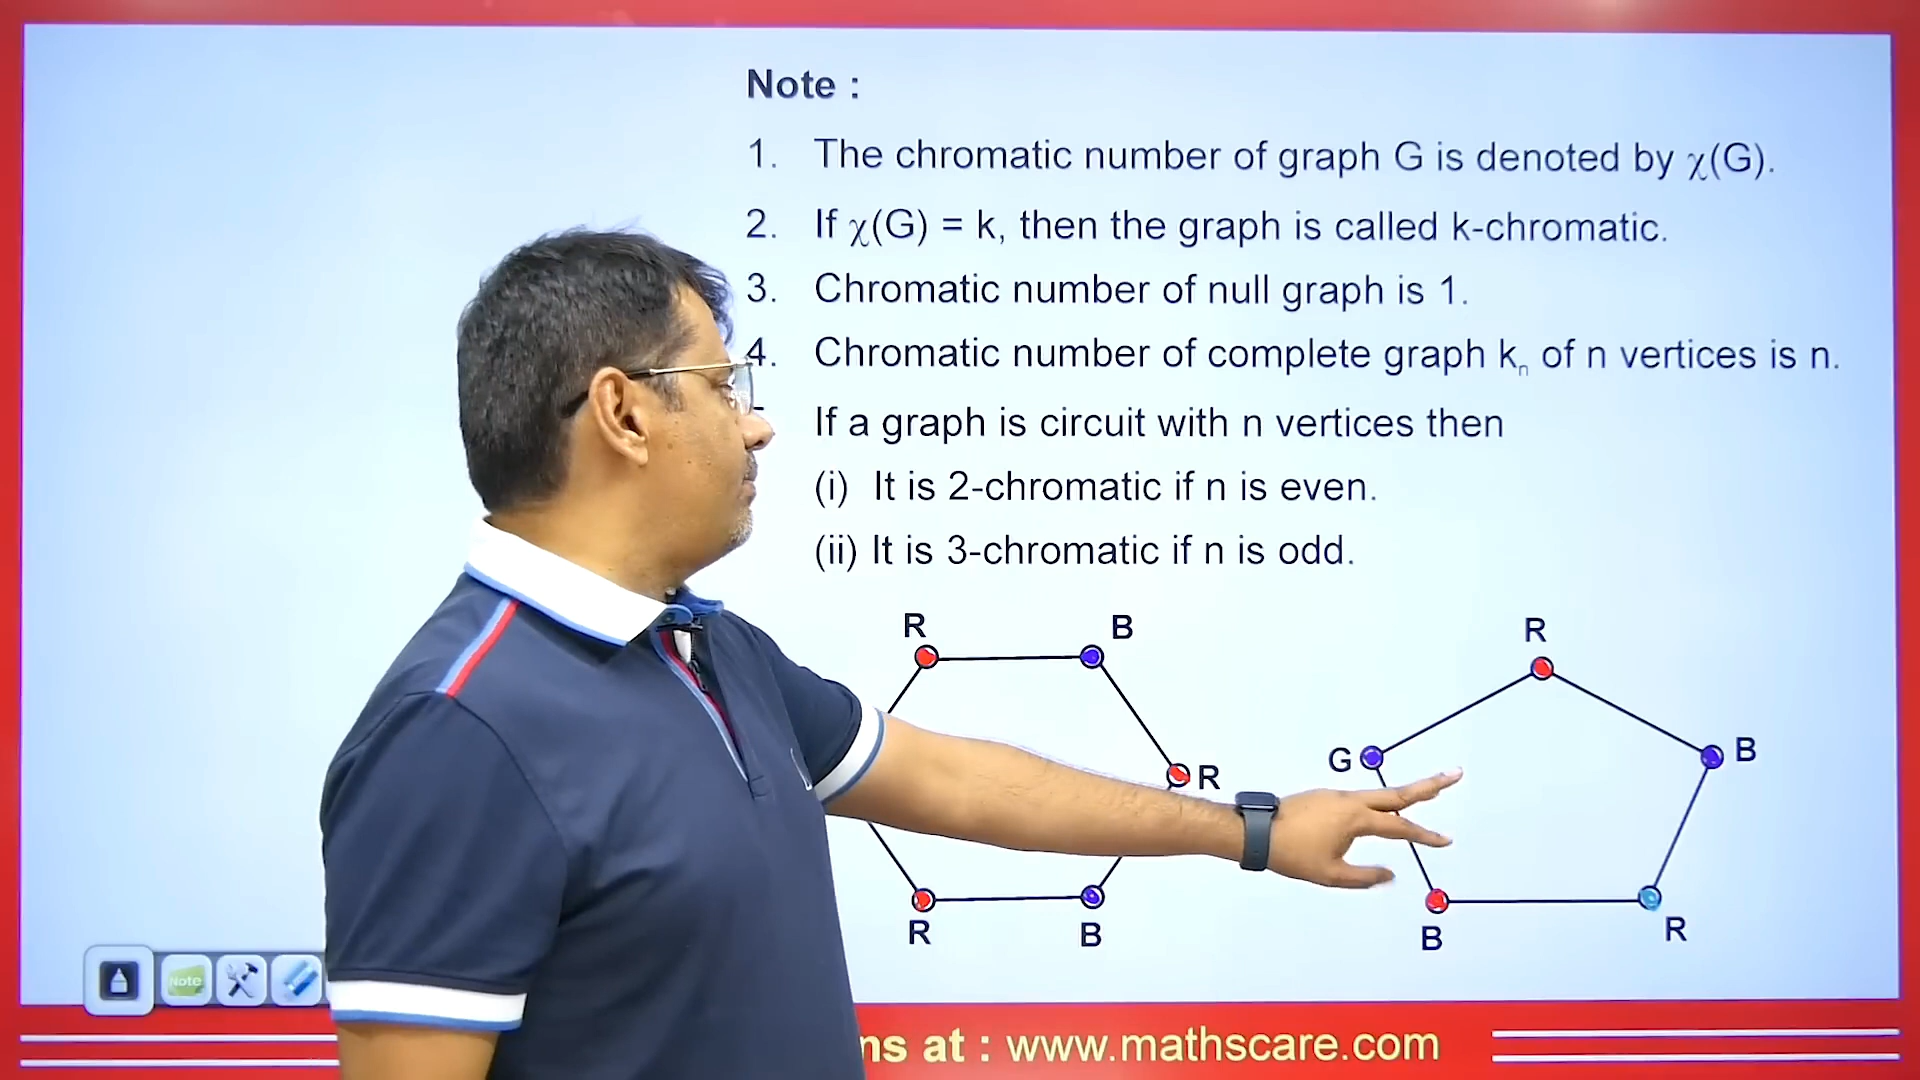 Note :
1. The chromatic number of graph G is denoted by χ(G).
2. If χ(G) = k, then the graph is called k-chromatic.
3. Chromatic number of null graph is 1.
4. Chromatic number of complete graph kₙ of n vertices is n.
If a graph is circuit with n vertices then
(i) It is 2-chromatic if n is even.
(ii) It is 3-chromatic if n is odd.
R B
R
R B
R
G B
B R
Note
at : www.mathscare.com